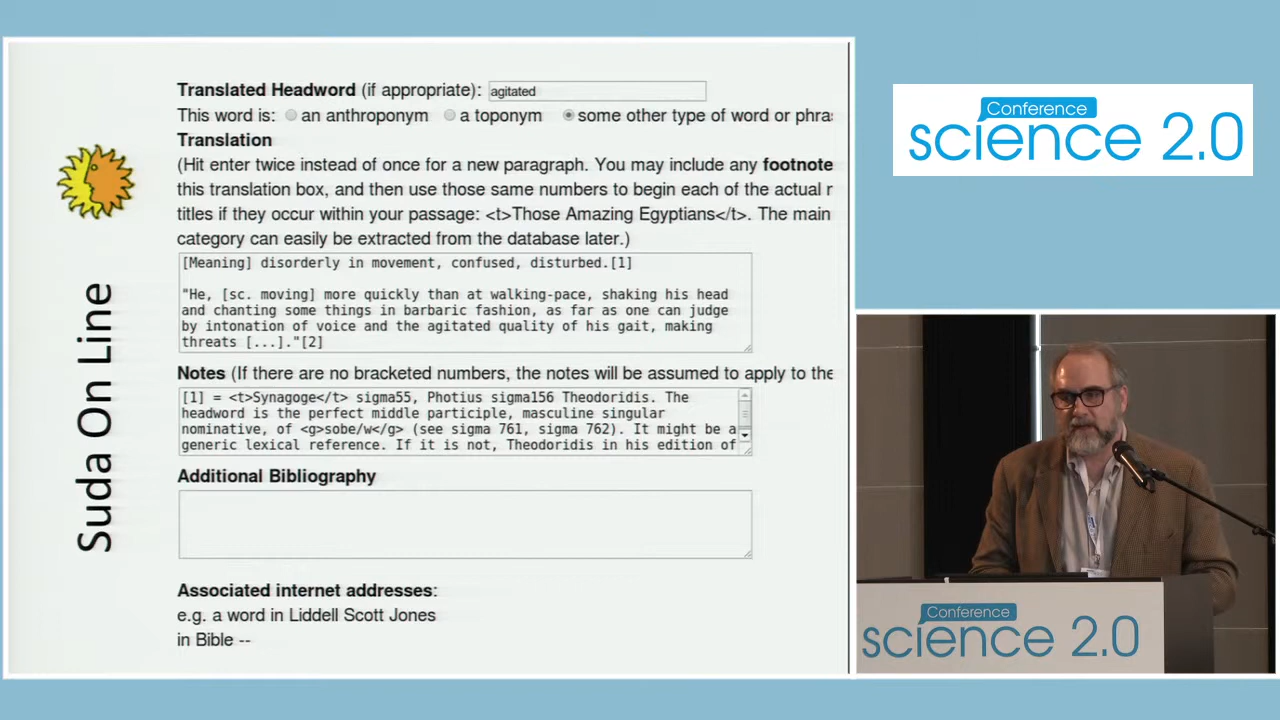 Translated Headword (if appropriate): agitated
This word is: an anthroponym a toponym some other type of word or
Translation
(Hit enter twice instead of once for a new paragraph. You may include any footnote
this translation box, and then use those same numbers to begin each of the actual
titles if they occur within your passage: <t>Those Amazing Egyptians</t>. The main
category can easily be extracted from the database later.)
[Meaning] disorderly in movement, confused, disturbed.[1]
"He, [sc. moving] more quickly than at walking-pace, shaking his head
and chanting some things in barbaric fashion, as far as one can judge
by intonation of voice and the agitated quality of his gait, making
threats [...]."[2]
Notes (If there are no bracketed numbers, the notes will be assumed to apply to the
[1] = <t>Synagoge</t> sigma55, Photius sigma156 Theodoridis. The
headword is the perfect middle participle, masculine singular
nominative, of <g>sobe/w</g> (see sigma 761, sigma 762). It might be a
generic lexical reference. If it is not, Theodoridis in his edition of
Additional Bibliography
Associated internet addresses:
e.g. a word in Liddell Scott Jones
in Bible --
Suda On Line
Conference
science 2.0
Conference
science 2.0